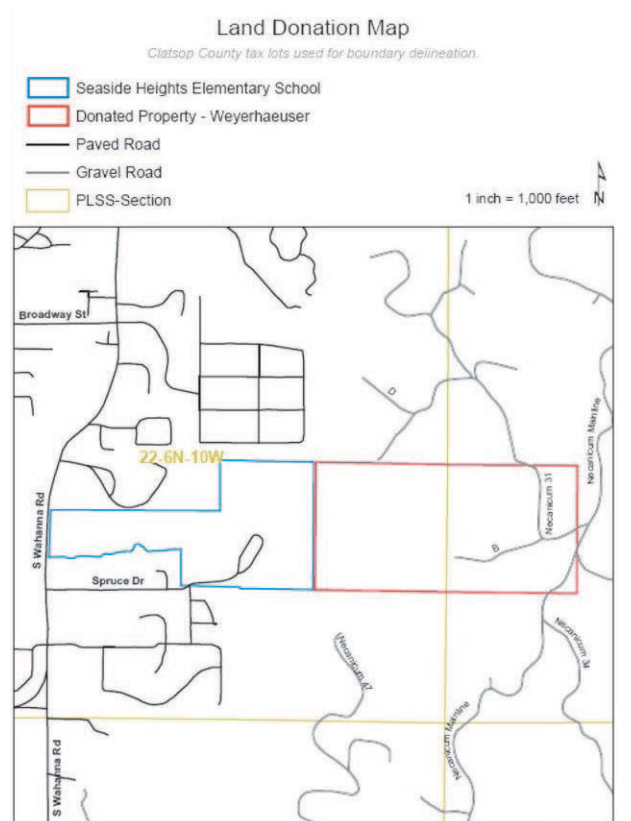 Land Donation Map
Clatsop County tax lots used for boundary delineation.
Seaside Heights Elementary School
Donated Property - Weyerhaeuser
Paved Road
Gravel Road
PLSS-Section
1 inch = 1,000 feet
N
Broadway St
D
Necanicum Mainline
22-6N-10W
Necanicum 31
S Wahanna Rd
B
Spruce Dr
Necanicum 34
Necanicum 47
Necanicum Mainline
S Wahanna Rd